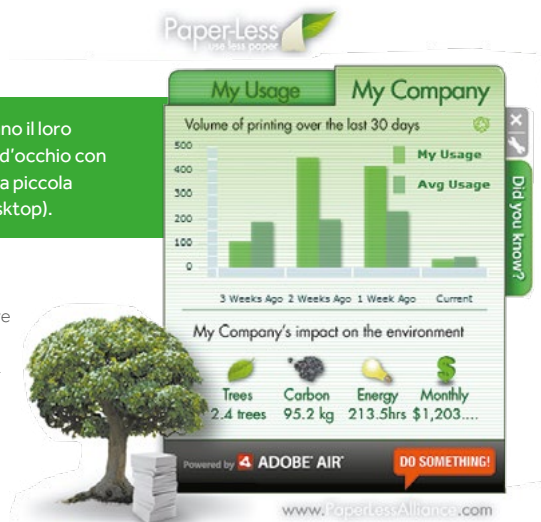 Paper-Less
use less paper
no il loro
d'occhio con
a piccola
sktop).
e
My Usage
My Company
Volume of printing over the last 30 days
500
400
300
200
100
0
My Usage
Avg Usage
3 Weeks Ago 2 Weeks Ago 1 Week Ago Current
Did you know?
My Company's impact on the environment
Trees Carbon Energy Monthly
2.4 trees 95.2 kg 213.5hrs $1,203....
Powered by ADOBE AIR
DO SOMETHING!
www.PaperLessAlliance.com